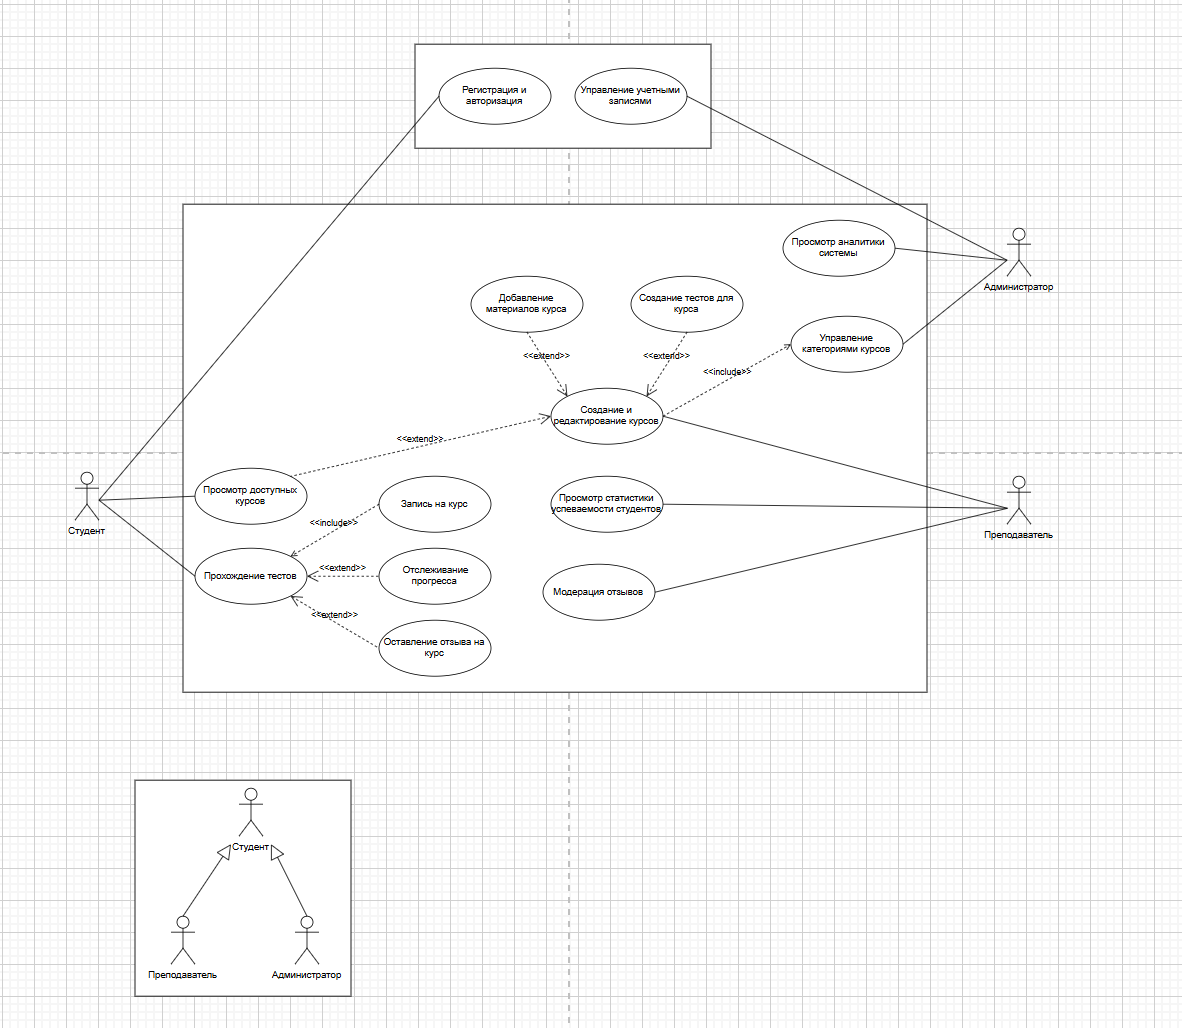 Регистрация и
авторизация
Управление учетными
записями
Просмотр аналитики
системы
Администратор
Добавление
материалов курса
Создание тестов для
курса
Управление
категориями курсов
<<extend>>
<<extend>>
<<include>>
Создание и
редактирование курсов
<<extend>>
Просмотр доступных
курсов
Запись на курс
Просмотр статистики
успеваемости студентов
Студент
Преподаватель
<<include>>
Прохождение тестов
<<extend>>
Отслеживание
прогресса
Модерация отзывов
<<extend>>
Оставление отзыва на
курс
Студент
Преподаватель
Администратор